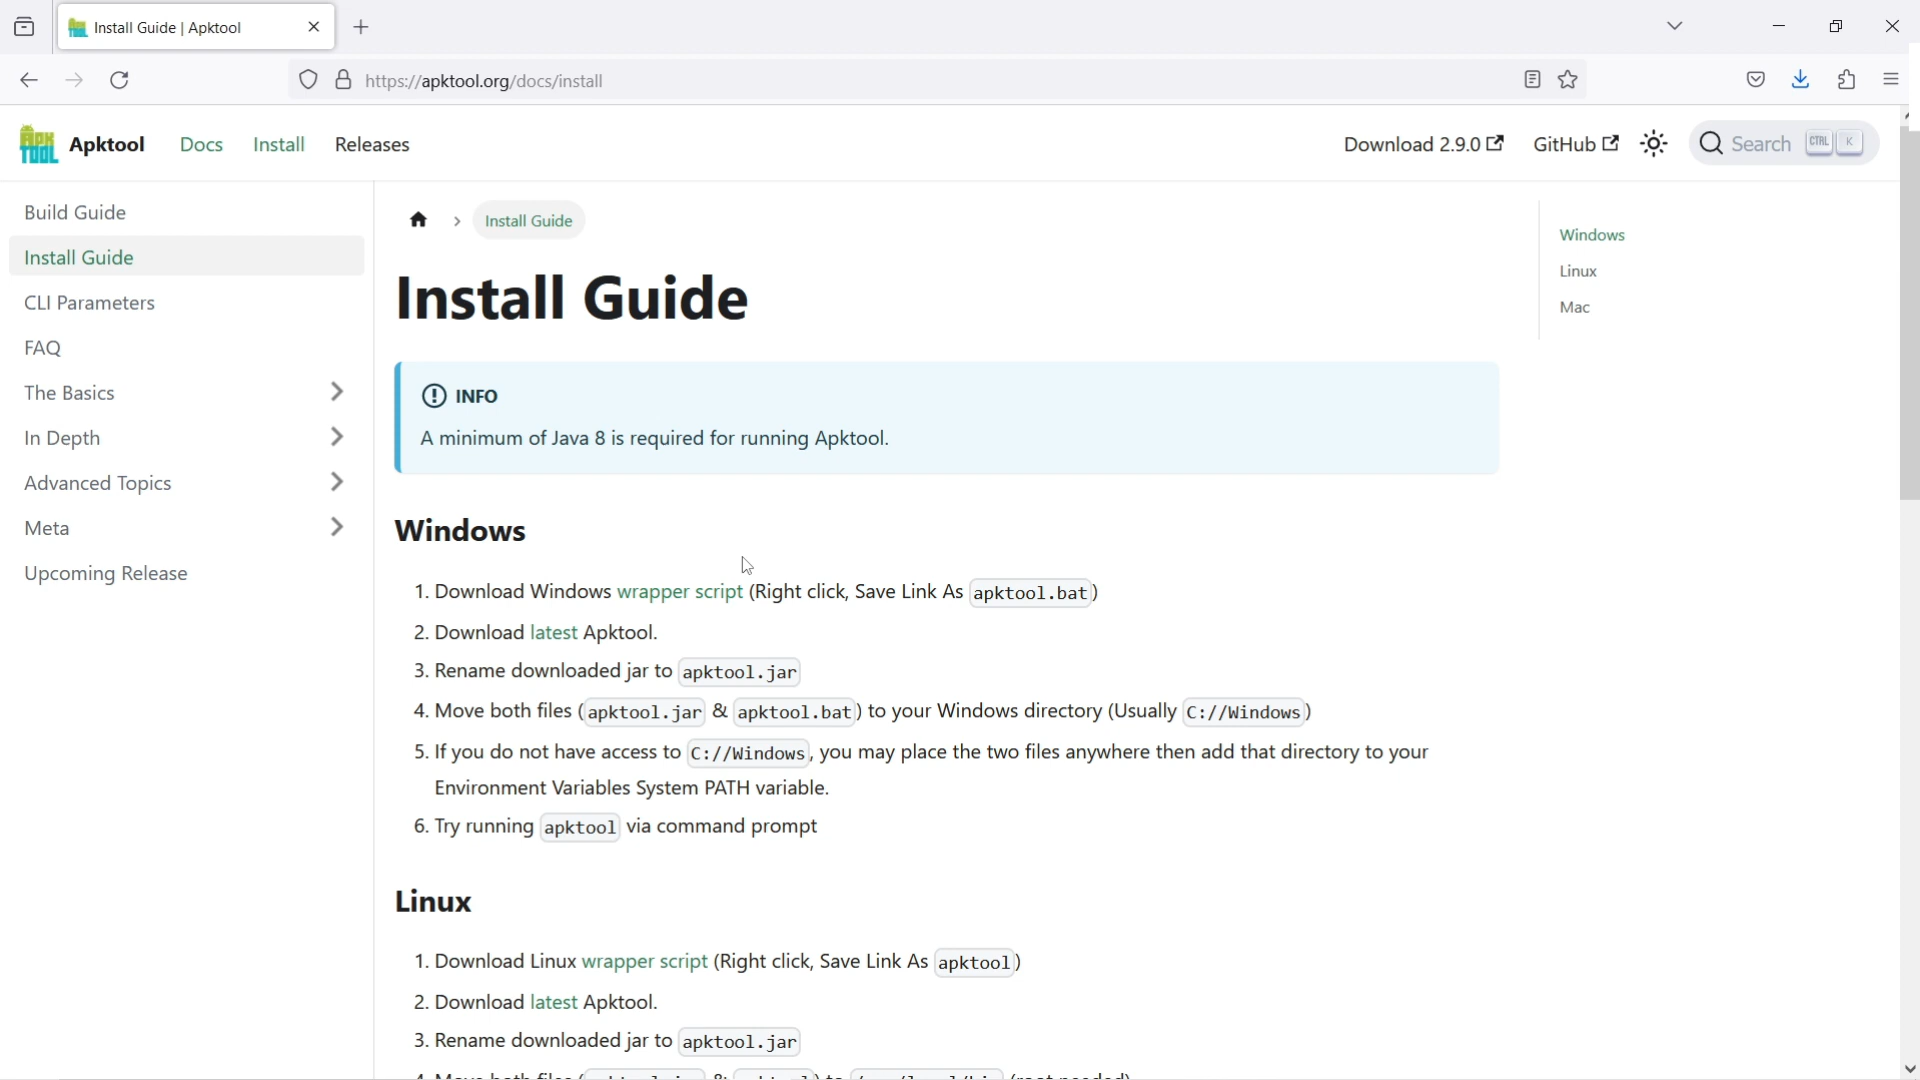 Install Guide | Apktool
https://apktool.org/docs/install
APK TOOL
Apktool
Docs
Install
Releases
Download 2.9.0
GitHub
Search
CTRL
K
Build Guide
Install Guide
CLI Parameters
FAQ
The Basics
In Depth
Advanced Topics
Meta
Upcoming Release
Install Guide
Install Guide
INFO
A minimum of Java 8 is required for running Apktool.
Windows
1. Download Windows wrapper script (Right click, Save Link As apktool.bat)
2. Download latest Apktool.
3. Rename downloaded jar to apktool.jar
4. Move both files (apktool.jar & apktool.bat) to your Windows directory (Usually C://Windows)
5. If you do not have access to C://Windows, you may place the two files anywhere then add that directory to your
Environment Variables System PATH variable.
6. Try running apktool via command prompt
Linux
1. Download Linux wrapper script (Right click, Save Link As apktool)
2. Download latest Apktool.
3. Rename downloaded jar to apktool.jar
4. Move both files (
Windows
Linux
Mac